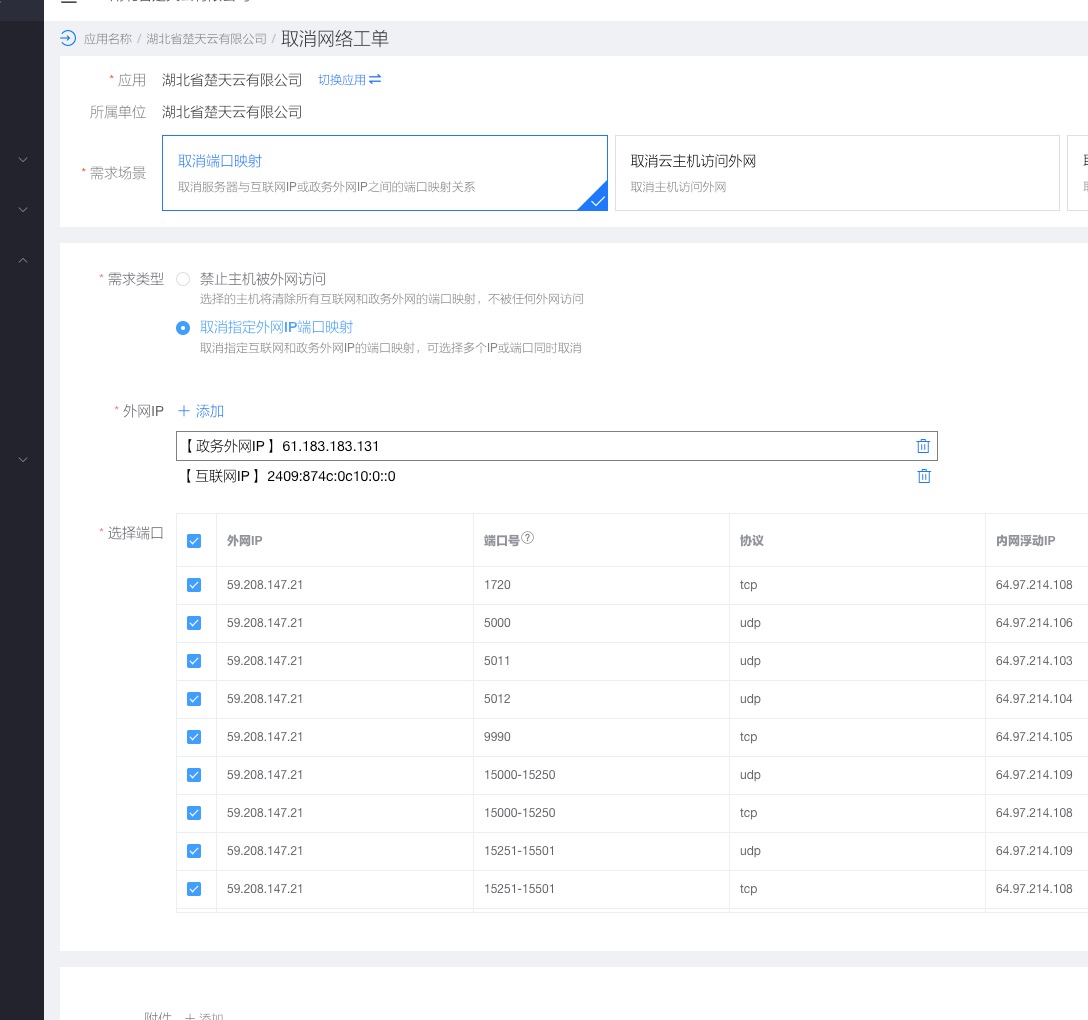 应用名称 / 湖北省楚天云有限公司 / 取消网络工单
* 应用 湖北省楚天云有限公司 切换应用
所属单位 湖北省楚天云有限公司
* 需求场景
取消端口映射
取消服务器与互联网IP或政务外网IP之间的端口映射关系
取消云主机访问外网
取消主机访问外网
* 需求类型
禁止主机被外网访问
选择的主机将清除所有互联网和政务外网的端口映射，不被任何外网访问
取消指定外网IP端口映射
取消指定互联网和政务外网IP的端口映射，可选择多个IP或端口同时取消
* 外网IP + 添加
【 政务外网IP 】61.183.183.131
【 互联网IP 】2409:874c:0c10:0::0
* 选择端口
外网IP 端口号? 协议 内网浮动IP
59.208.147.21 1720 tcp 64.97.214.108
59.208.147.21 5000 udp 64.97.214.106
59.208.147.21 5011 udp 64.97.214.103
59.208.147.21 5012 udp 64.97.214.104
59.208.147.21 9990 tcp 64.97.214.105
59.208.147.21 15000-15250 udp 64.97.214.109
59.208.147.21 15000-15250 tcp 64.97.214.108
59.208.147.21 15251-15501 udp 64.97.214.109
59.208.147.21 15251-15501 tcp 64.97.214.108
附件 + 添加